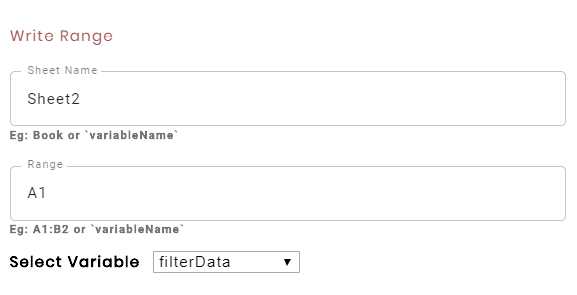 Write Range
Sheet Name
Sheet2
Eg: Book or `variableName`
Range
A1
Eg: A1:B2 or `variableName`
Select Variable filterData